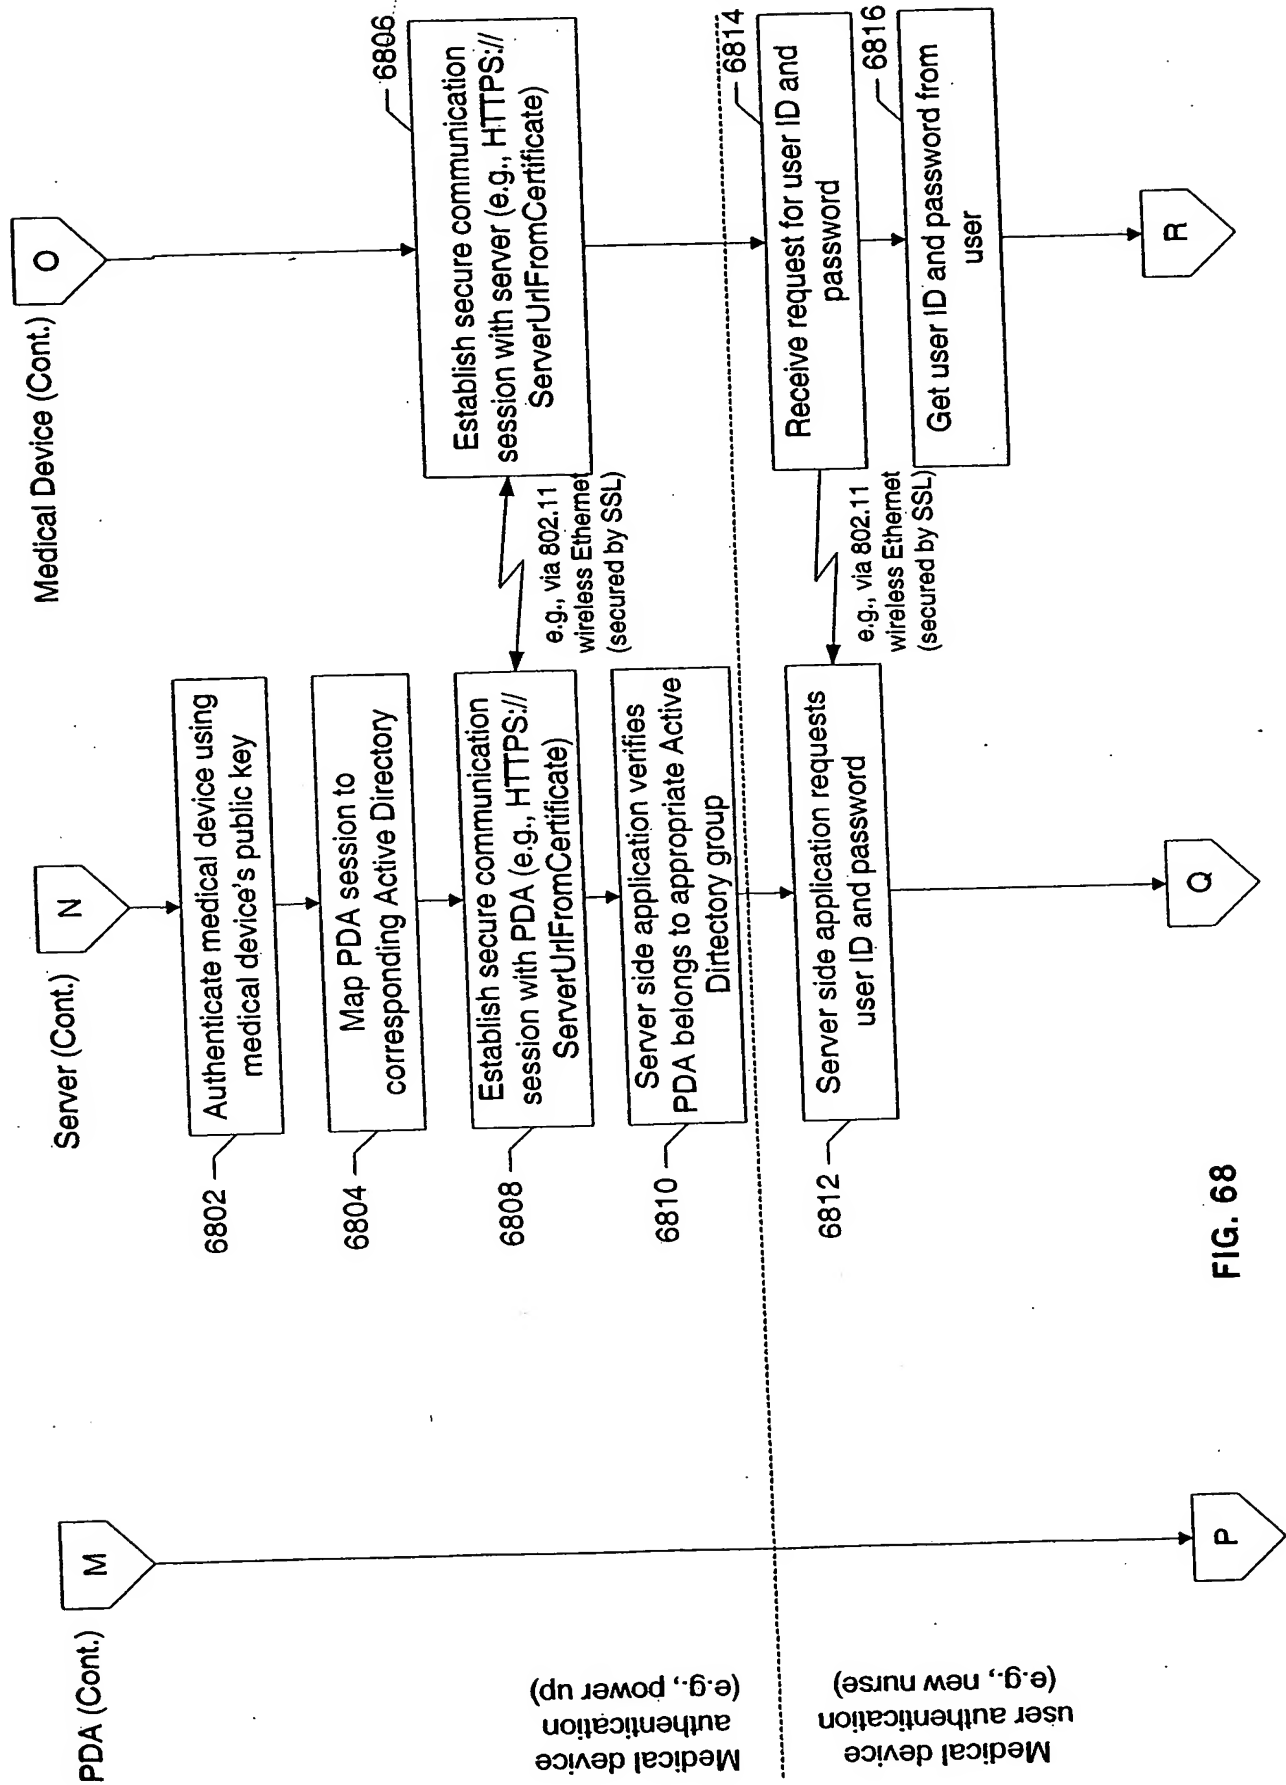 PDA (Cont.)
M
Server (Cont.)
N
Medical Device (Cont.)
O
Medical device
authentication
(e.g., power up)
6802
Authenticate medical device using
medical device's public key
6804
Map PDA session to
corresponding Active Directory
6806
Establish secure communication
session with server (e.g., HTTPS://
ServerUrlFromCertificate)
6808
Establish secure communication
session with PDA (e.g., HTTPS://
ServerUrlFromCertificate)
e.g., via 802.11
wireless Ethernet
(secured by SSL)
6810
Server side application verifies
PDA belongs to appropriate Active
Dirtectory group
Medical device
user authentication
(e.g., new nurse)
6812
Server side application requests
user ID and password
e.g., via 802.11
wireless Ethernet
(secured by SSL)
6814
Receive request for user ID and
password
6816
Get user ID and password from
user
P
Q
R
FIG. 68